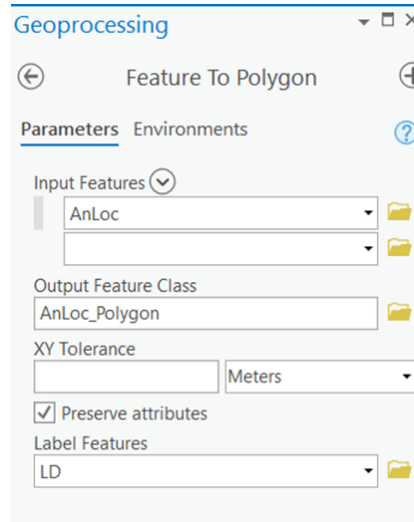 Geoprocessing
Feature To Polygon
Parameters Environments
?
Input Features
AnLoc
Output Feature Class
AnLoc_Polygon
XY Tolerance
Meters
Preserve attributes
Label Features
LD